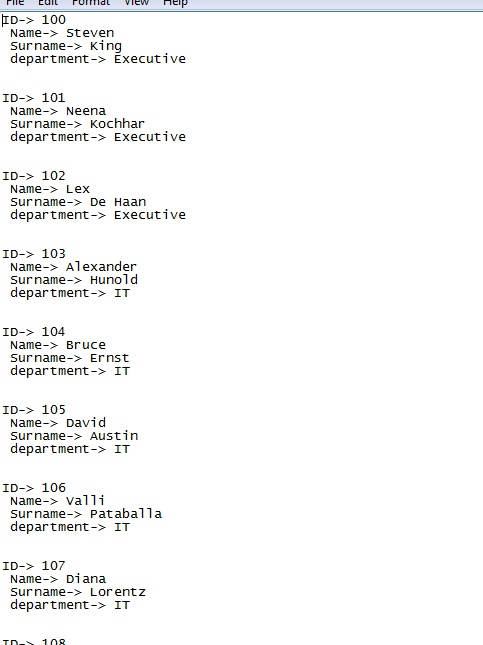 File Edit Format View Help
ID-> 100
Name-> Steven
Surname-> King
department-> Executive
ID-> 101
Name-> Neena
Surname-> Kochhar
department-> Executive
ID-> 102
Name-> Lex
Surname-> De Haan
department-> Executive
ID-> 103
Name-> Alexander
Surname-> Hunold
department-> IT
ID-> 104
Name-> Bruce
Surname-> Ernst
department-> IT
ID-> 105
Name-> David
Surname-> Austin
department-> IT
ID-> 106
Name-> Valli
Surname-> Pataballa
department-> IT
ID-> 107
Name-> Diana
Surname-> Lorentz
department-> IT
ID-> 108